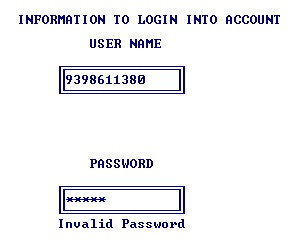 INFORMATION TO LOGIN INTO ACCOUNT
USER NAME
9398611380
PASSWORD
*****
Invalid Password